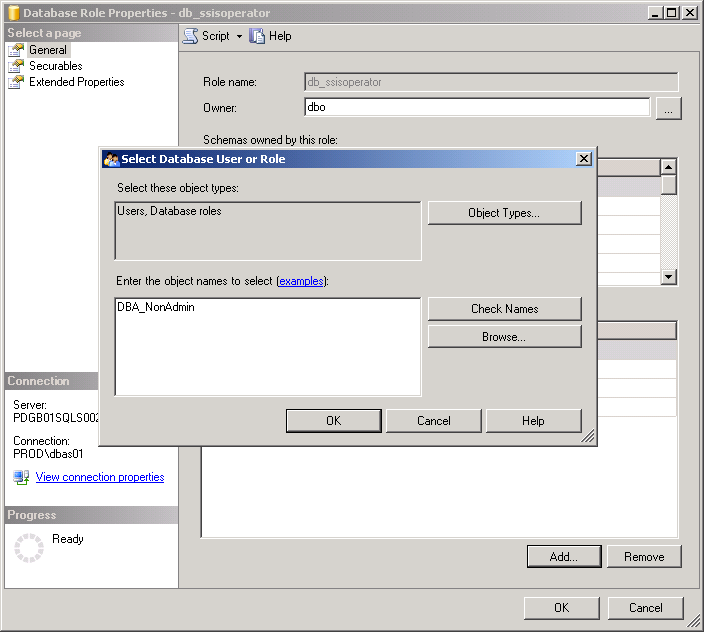 Database Role Properties - db_ssisoperator
Select a page
General
Securables
Extended Properties
Script
Help
Role name:
db_ssisoperator
Owner:
dbo
...
Schemas owned by this role:
Select Database User or Role
Select these object types:
Users, Database roles
Object Types...
Enter the object names to select (examples):
DBA_NonAdmin
Check Names
Browse...
OK
Cancel
Help
Connection
Server:
PDGB01SQLS002
Connection:
PROD\dbas01
View connection properties
Progress
Ready
Add...
Remove
OK
Cancel